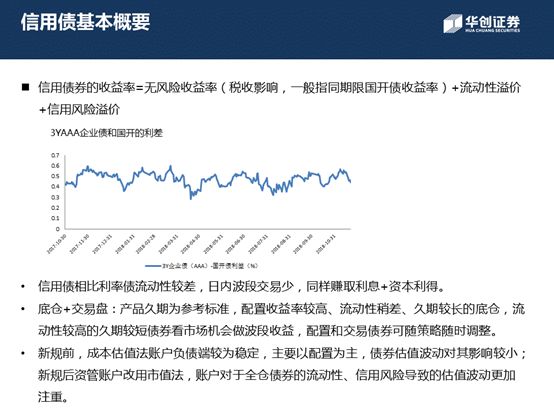 信用债基本概要
华创证券
HUA CHUANG SECURITIES
■ 信用债券的收益率=无风险收益率（税收影响，一般指同期限国开债收益率）+流动性溢价
+信用风险溢价
3YAAA企业债和国开的利差
0.7
0.6
0.5
0.4
0.3
0.2
0.1
0
2017-10-30
2017-11-30
2017-12-31
2018-01-31
2018-02-28
2018-03-31
2018-04-30
2018-05-31
2018-06-30
2018-07-31
2018-08-31
2018-09-30
2018-10-31
3Y企业债（AAA）-国开债利差（%）
• 信用债相比利率债流动性较差，日内波段交易少，同样赚取利息+资本利得。
• 底仓+交易盘：产品久期为参考标准，配置收益率较高、流动性稍差、久期较长的底仓，流
动性较高的久期较短债券看市场机会做波段收益，配置和交易债券可随策略随时调整。
• 新规前，成本估值法账户负债端较为稳定，主要以配置为主，债券估值波动对其影响较小；
新规后资管账户改用市值法，账户对于全仓债券的流动性、信用风险导致的估值波动更加
注重。